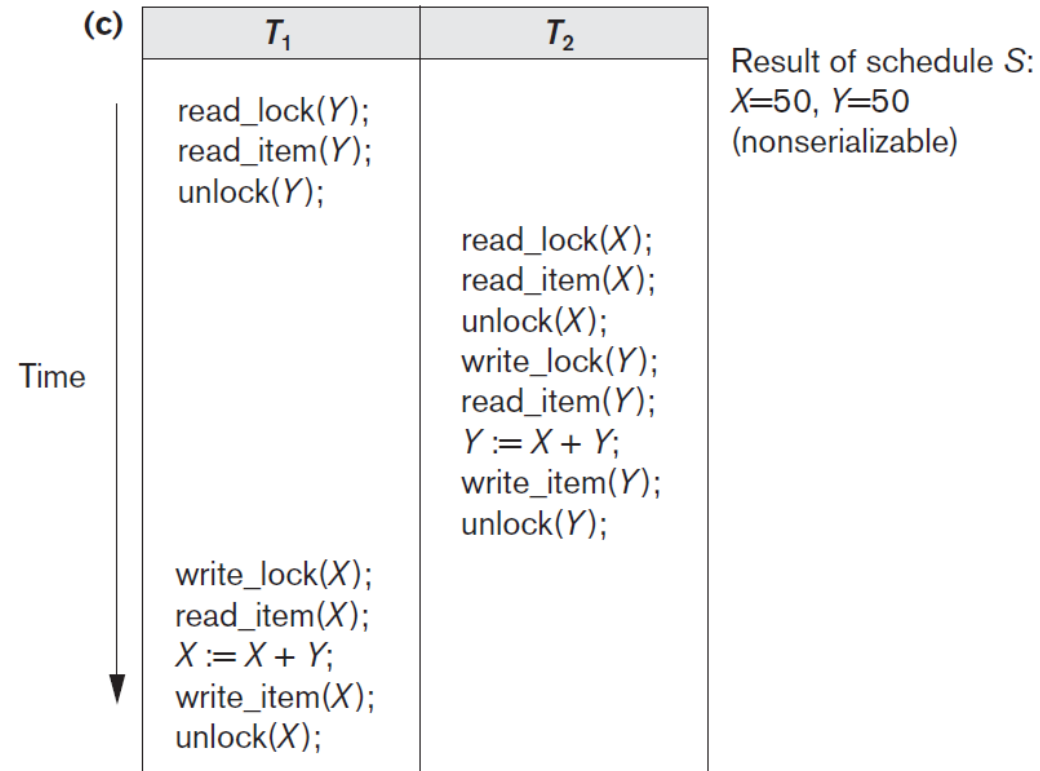 (c)
T1
T2
Result of schedule S:
X=50, Y=50
(nonserializable)
read_lock(Y);
read_item(Y);
unlock(Y);
read_lock(X);
read_item(X);
unlock(X);
write_lock(Y);
read_item(Y);
Y := X + Y;
write_item(Y);
unlock(Y);
Time
write_lock(X);
read_item(X);
X := X + Y;
write_item(X);
unlock(X);